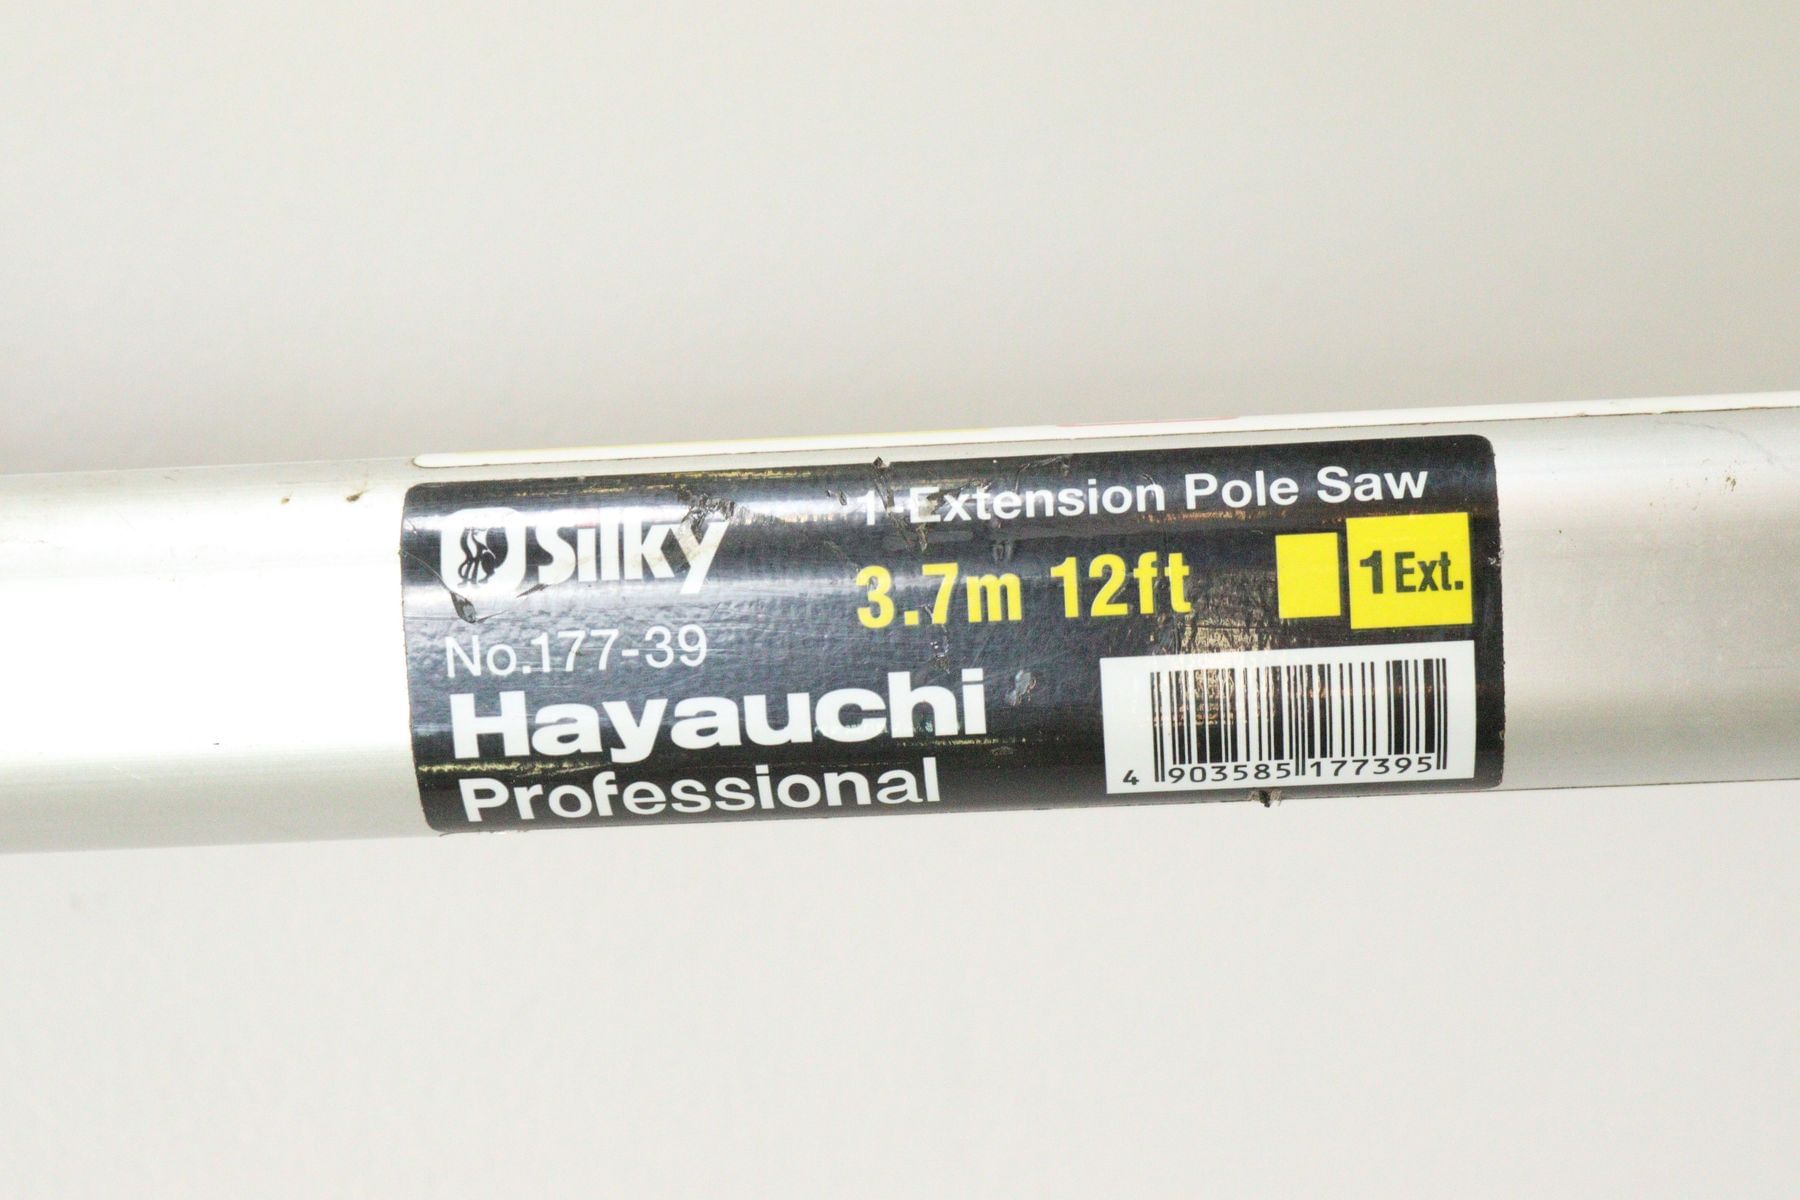 Silky
No.177-39
Hayauchi
Professional
1-Extension Pole Saw
3.7m 12ft
1 Ext.
4 903585 177395